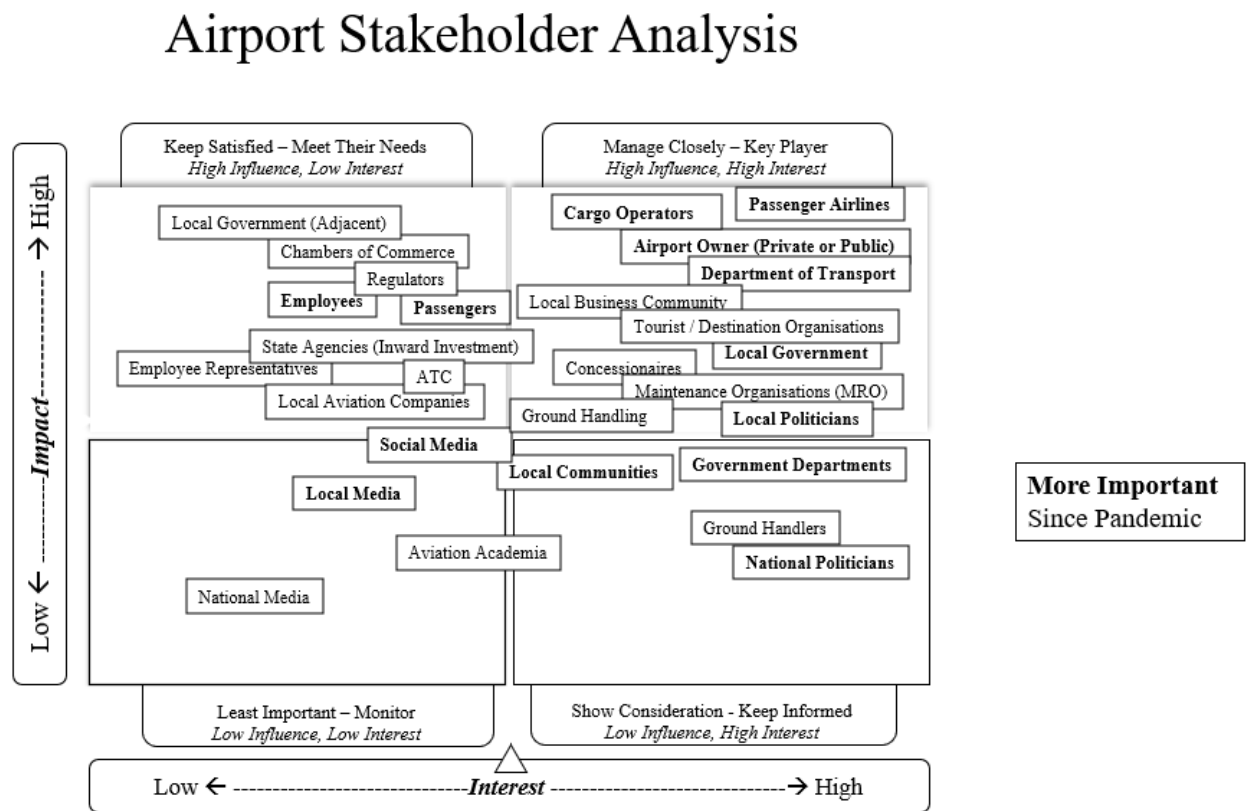 Airport Stakeholder Analysis
Keep Satisfied – Meet Their Needs
High Influence, Low Interest
Manage Closely – Key Player
High Influence, High Interest
Low ← ---------Impact-------------→ High
Local Government (Adjacent)
Chambers of Commerce
Regulators
Employees
Passengers
State Agencies (Inward Investment)
Employee Representatives
ATC
Local Aviation Companies
Cargo Operators
Passenger Airlines
Airport Owner (Private or Public)
Department of Transport
Local Business Community
Tourist / Destination Organisations
Local Government
Concessionaires
Maintenance Organisations (MRO)
Ground Handling
Local Politicians
Social Media
Local Media
Aviation Academia
National Media
Local Communities
Government Departments
Ground Handlers
National Politicians
More Important
Since Pandemic
Least Important – Monitor
Low Influence, Low Interest
Show Consideration - Keep Informed
Low Influence, High Interest
Low ← -----------------------------Interest -----------------------------→ High